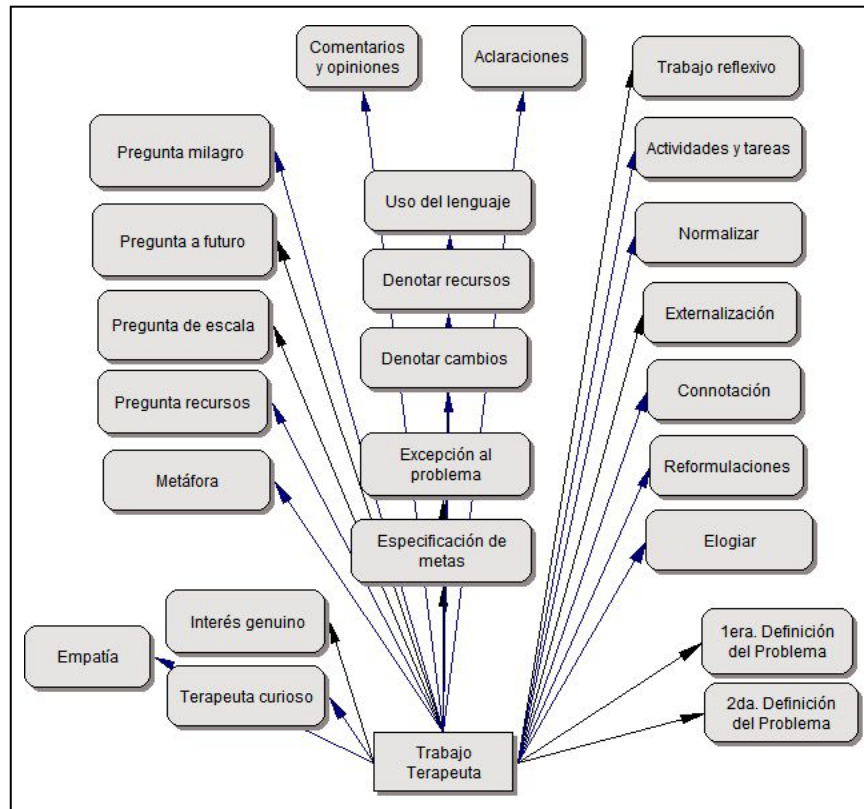 Comentarios
y opiniones
Aclaraciones
Trabajo reflexivo
Pregunta milagro
Actividades y tareas
Uso del lenguaje
Pregunta a futuro
Normalizar
Denotar recursos
Pregunta de escala
Externalización
Denotar cambios
Pregunta recursos
Connotación
Excepción al
problema
Metáfora
Reformulaciones
Especificación de
metas
Elogiar
Interés genuino
1era. Definición
del Problema
Empatía
Terapeuta curioso
2da. Definición
del Problema
Trabajo
Terapeuta